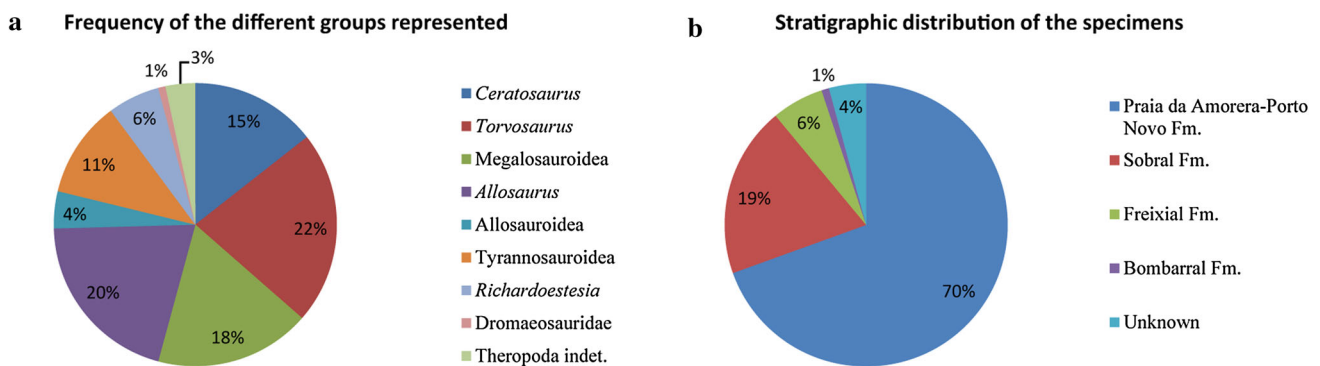 a
Frequency of the different groups represented
1%
3%
15%
22%
18%
20%
4%
11%
6%
Ceratosaurus
Torvosaurus
Megalosauroidea
Allosaurus
Allosauroidea
Tyrannosauroidea
Richardoestesia
Dromaeosauridae
Theropoda indet.
b
Stratigraphic distribution of the specimens
1%
4%
6%
19%
70%
Praia da Amorera-Porto
Novo Fm.
Sobral Fm.
Freixial Fm.
Bombarral Fm.
Unknown